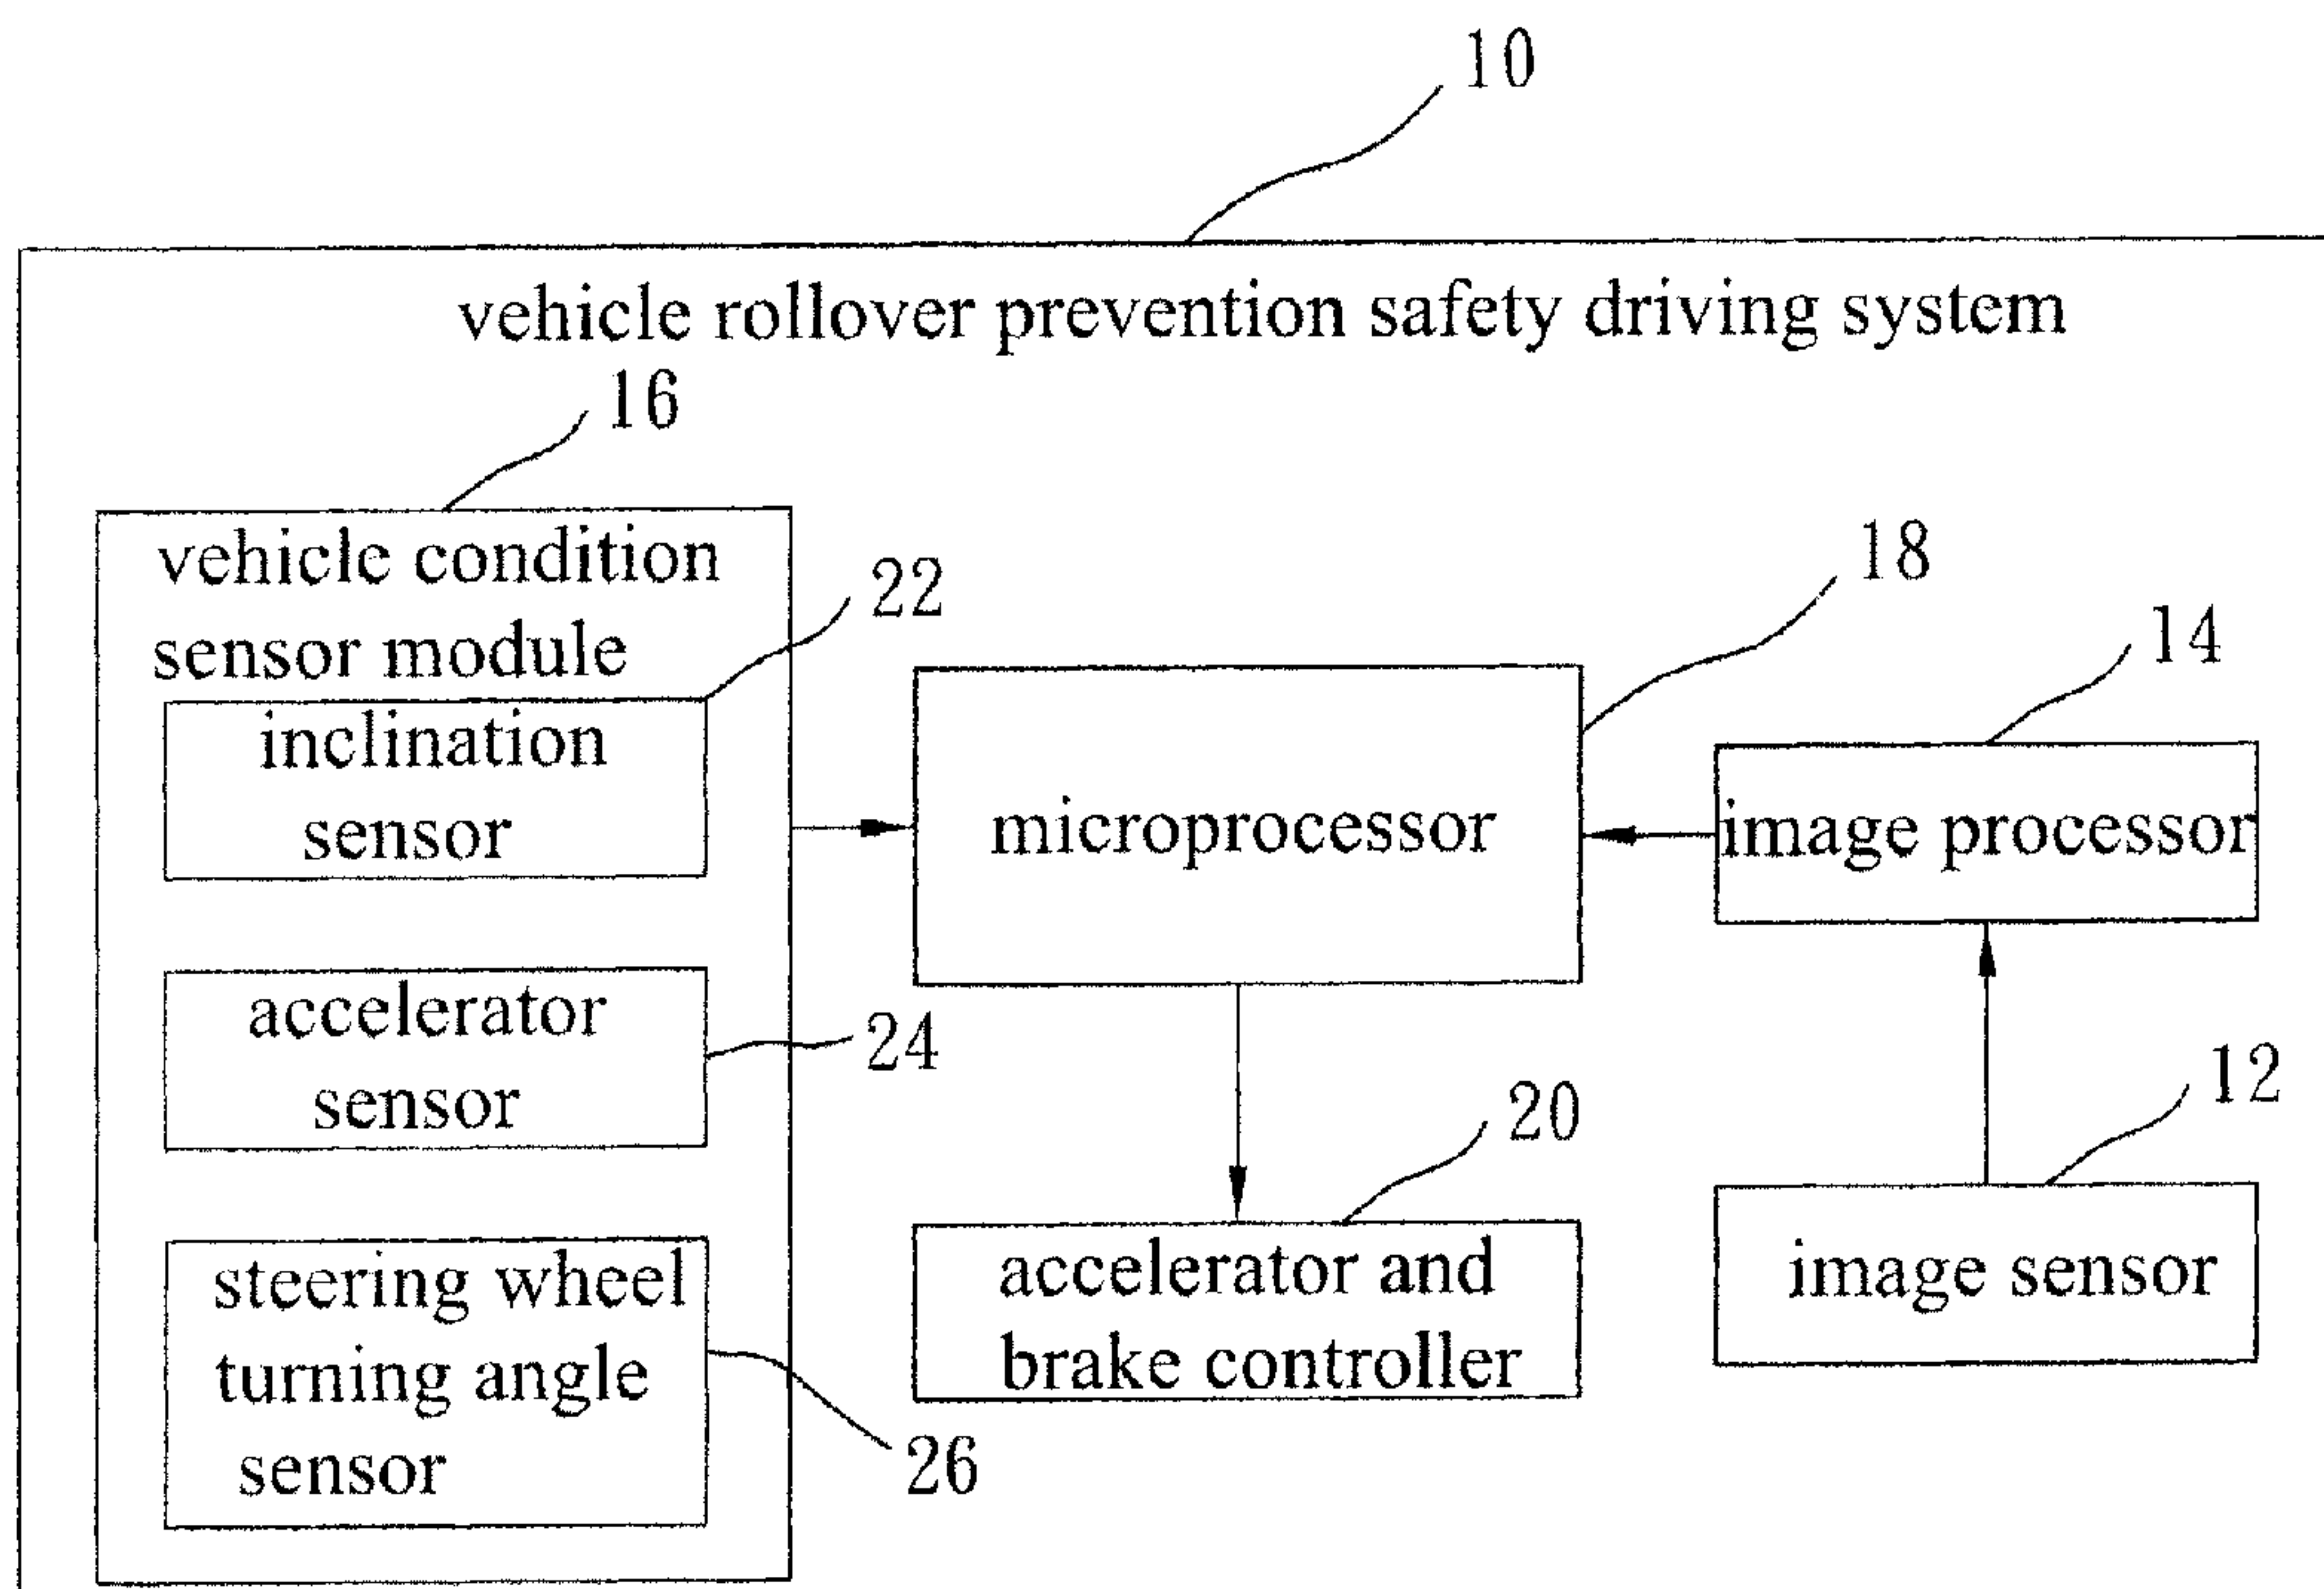 10
vehicle rollover prevention safety driving system
16
vehicle condition
sensor module
22
inclination
sensor
18
microprocessor
14
image processor
accelerator
sensor
24
20
accelerator and
brake controller
12
image sensor
steering wheel
turning angle
sensor
26